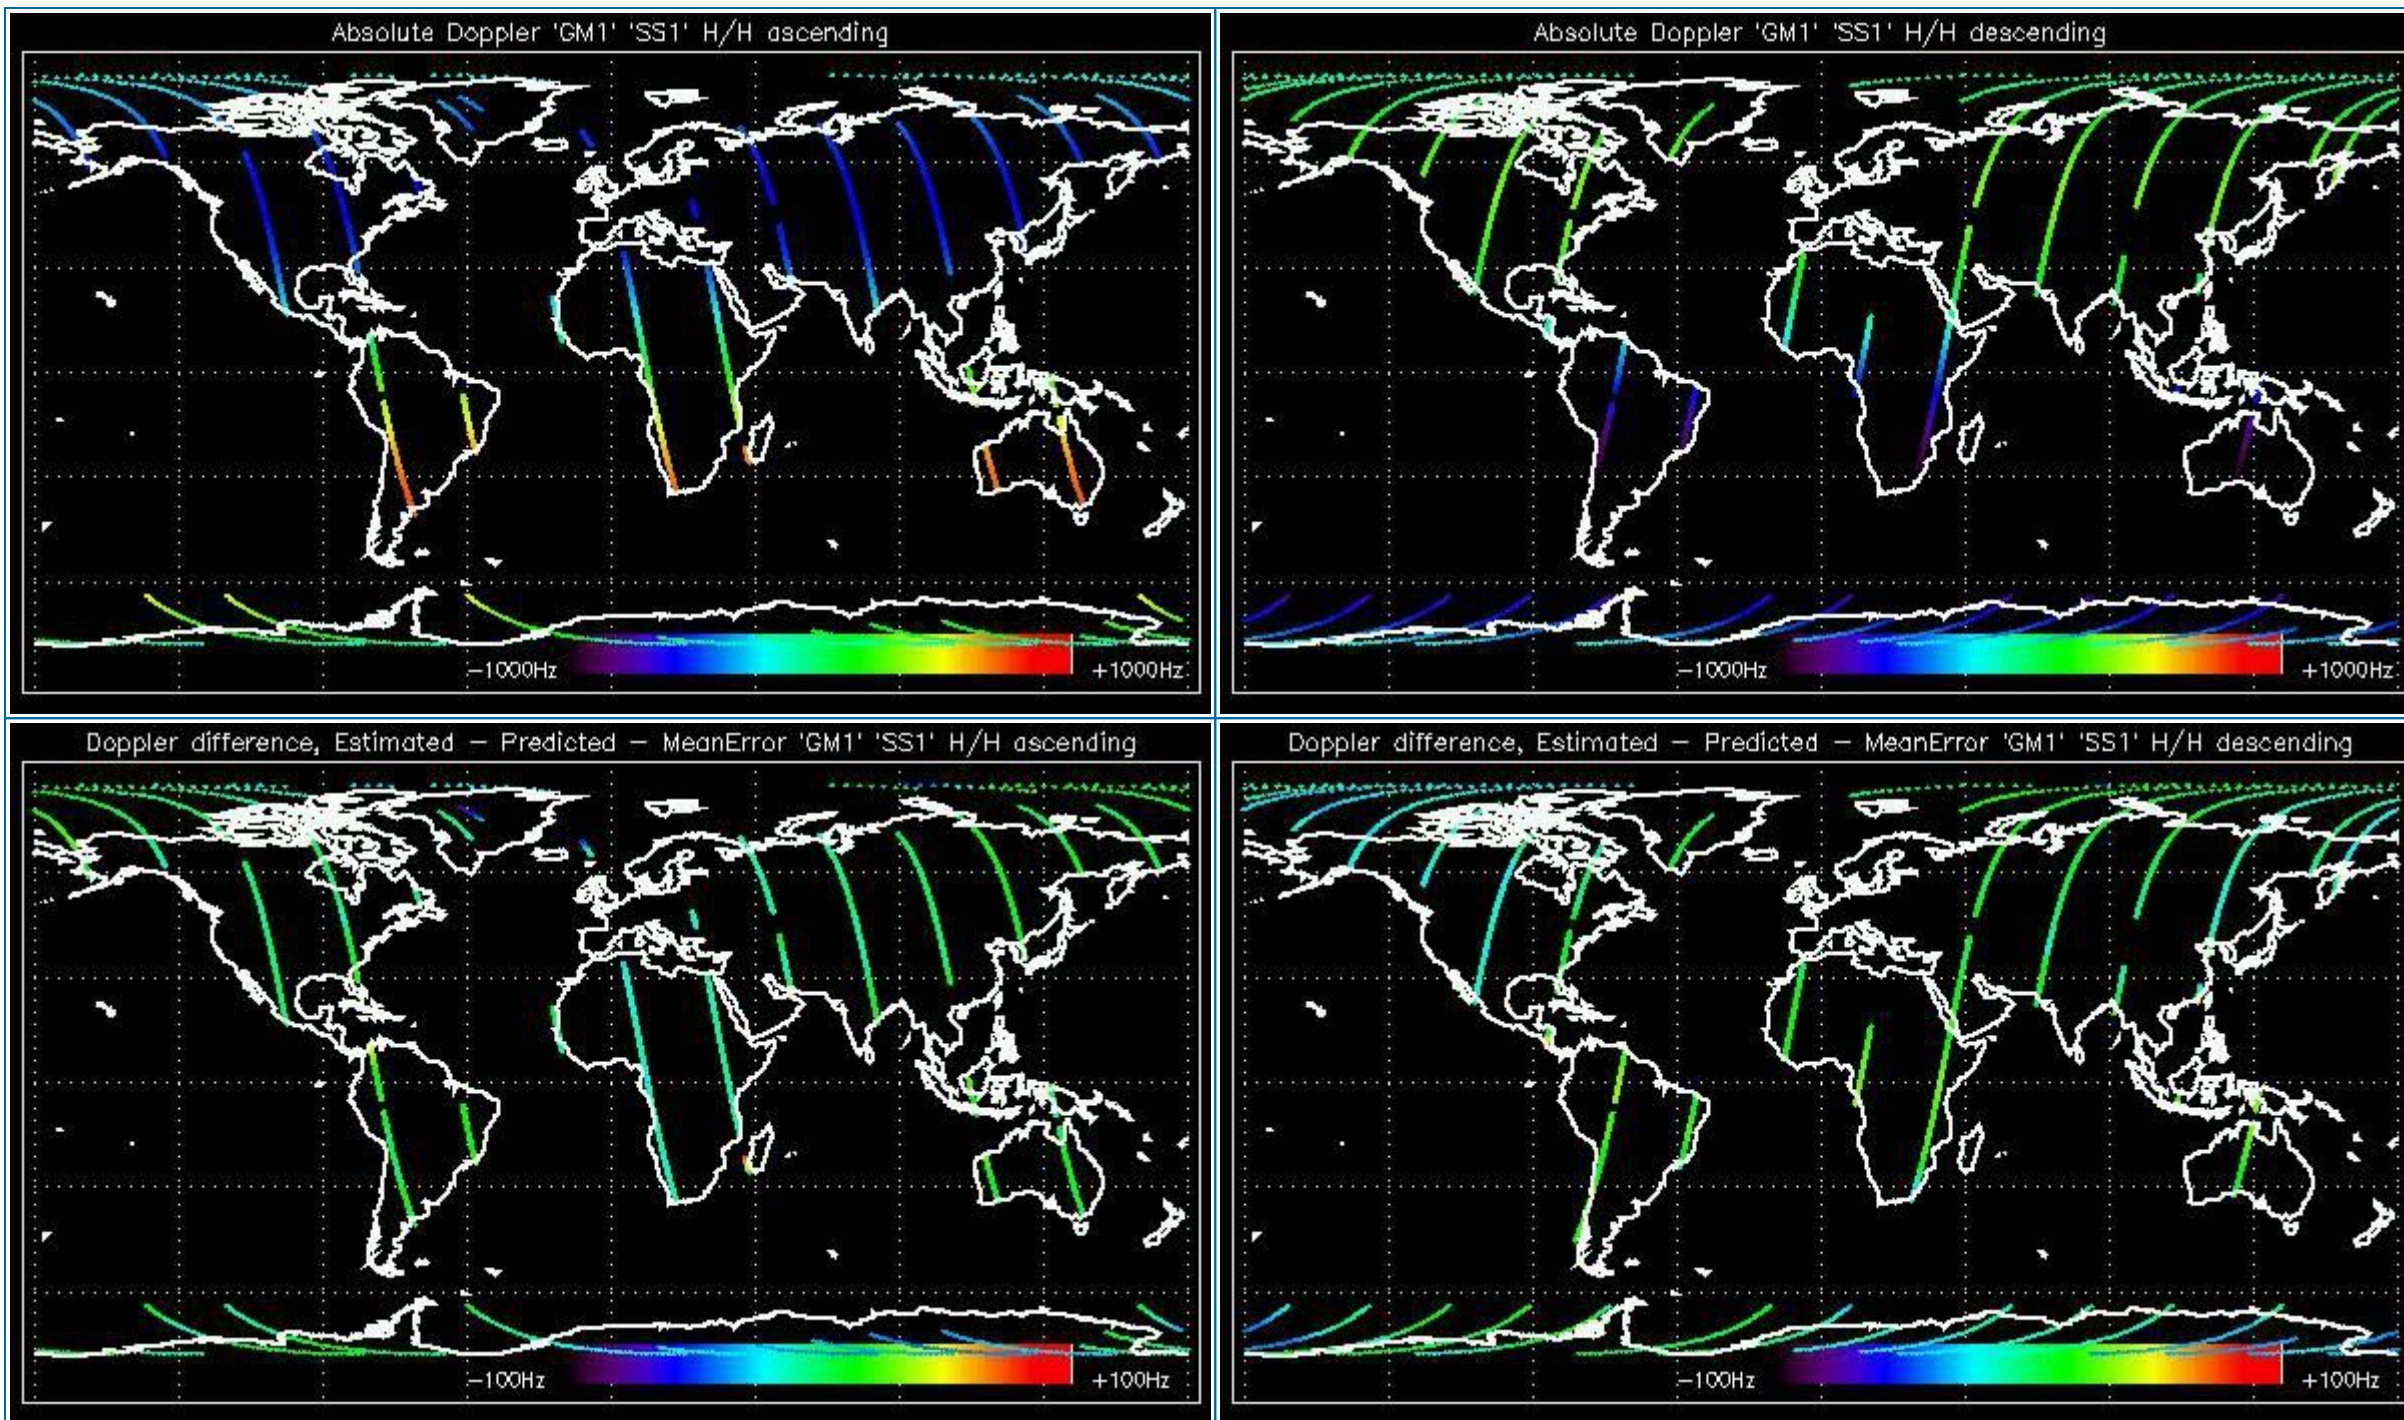 Absolute Doppler 'GM1' 'SS1' H/H ascending
-1000Hz
+1000Hz
Absolute Doppler 'GM1' 'SS1' H/H descending
-1000Hz
+1000Hz
Doppler difference, Estimated - Predicted - MeanError 'GM1' 'SS1' H/H ascending
-100Hz
+100Hz
Doppler difference, Estimated - Predicted - MeanError 'GM1' 'SS1' H/H descending
-100Hz
+100Hz